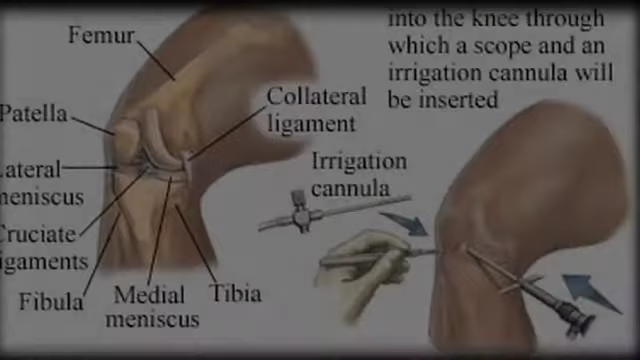 Femur
Patella
Lateral
meniscus
Cruciate
ligaments
Fibula
Medial
meniscus
Tibia
Collateral
ligament
into the knee through
which a scope and an
irrigation cannula will
be inserted
Irrigation
cannula